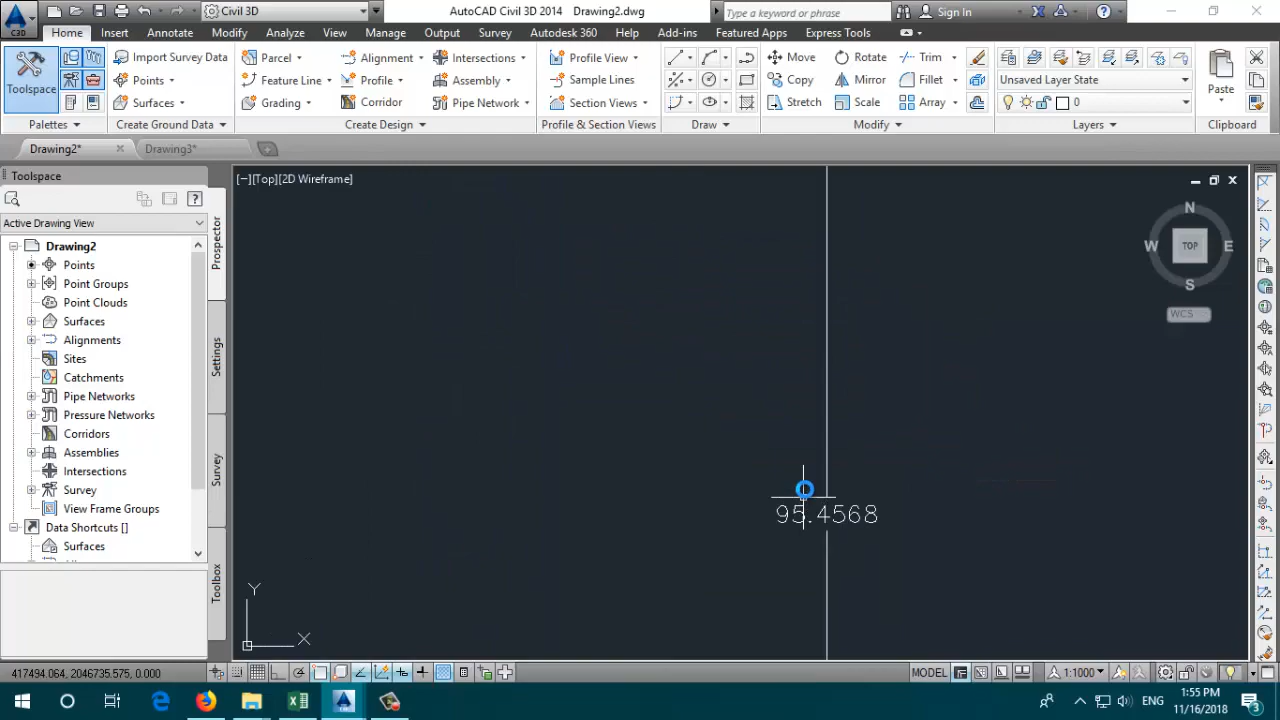 C3D
Civil 3D
AutoCAD Civil 3D 2014 Drawing2.dwg
Type a keyword or phrase
Sign In
Home Insert Annotate Modify Analyze View Manage Output Survey Autodesk 360 Help Add-ins Featured Apps Express Tools
Toolspace
Palettes
Import Survey Data
Points
Surfaces
Create Ground Data
Parcel
Feature Line
Grading
Alignment
Profile
Corridor
Intersections
Assembly
Pipe Network
Create Design
Profile View
Sample Lines
Section Views
Profile & Section Views
Draw
Move Rotate Trim
Copy Mirror Fillet
Stretch Scale Array
Modify
Unsaved Layer State
0
Layers
Paste
Clipboard
Drawing2* Drawing3*
Toolspace
Active Drawing View
Drawing2
Points
Point Groups
Point Clouds
Surfaces
Alignments
Sites
Catchments
Pipe Networks
Pressure Networks
Corridors
Assemblies
Intersections
Survey
View Frame Groups
Data Shortcuts []
Surfaces
Prospector
Settings
Survey
Toolbox
[−][Top][2D Wireframe]
N
W TOP E
S
WCS
95.4568
Y
X
417494.064, 2046735.575, 0.000
MODEL
1:1000
ENG
1:55 PM
11/16/2018
3